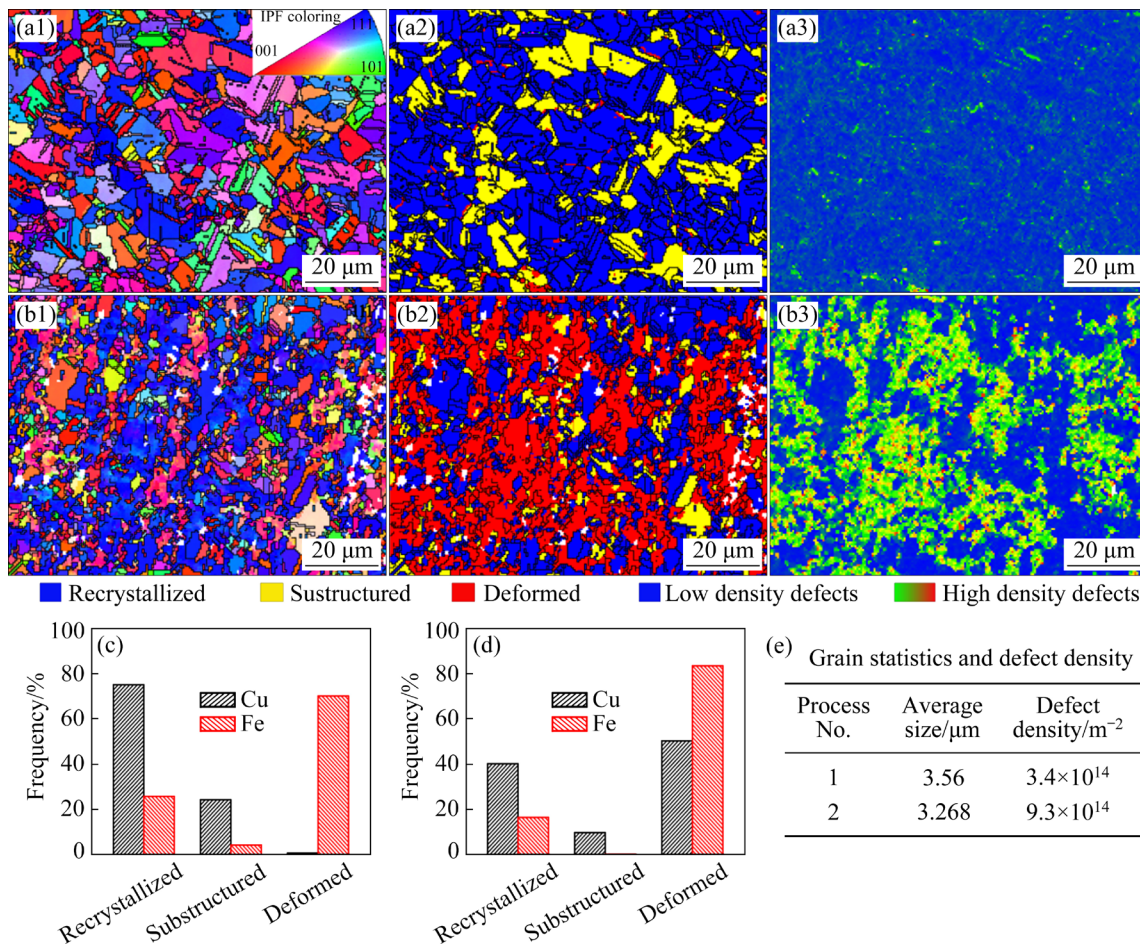 (a1)
IPF coloring
111
001
101
20 μm
(a2)
20 μm
(a3)
20 μm
(b1)
20 μm
(b2)
20 μm
(b3)
20 μm
Recrystallized
Sustructured
Deformed
Low density defects
High density defects
(c)
Frequency/%
100
80
60
40
20
0
Cu
Fe
Recrystallized
Substructured
Deformed
(d)
Frequency/%
100
80
60
40
20
0
Cu
Fe
Recrystallized
Substructured
Deformed
(e)
Grain statistics and defect density
Process No. Average size/μm Defect density/m⁻²
1 3.56 3.4×10¹⁴
2 3.268 9.3×10¹⁴